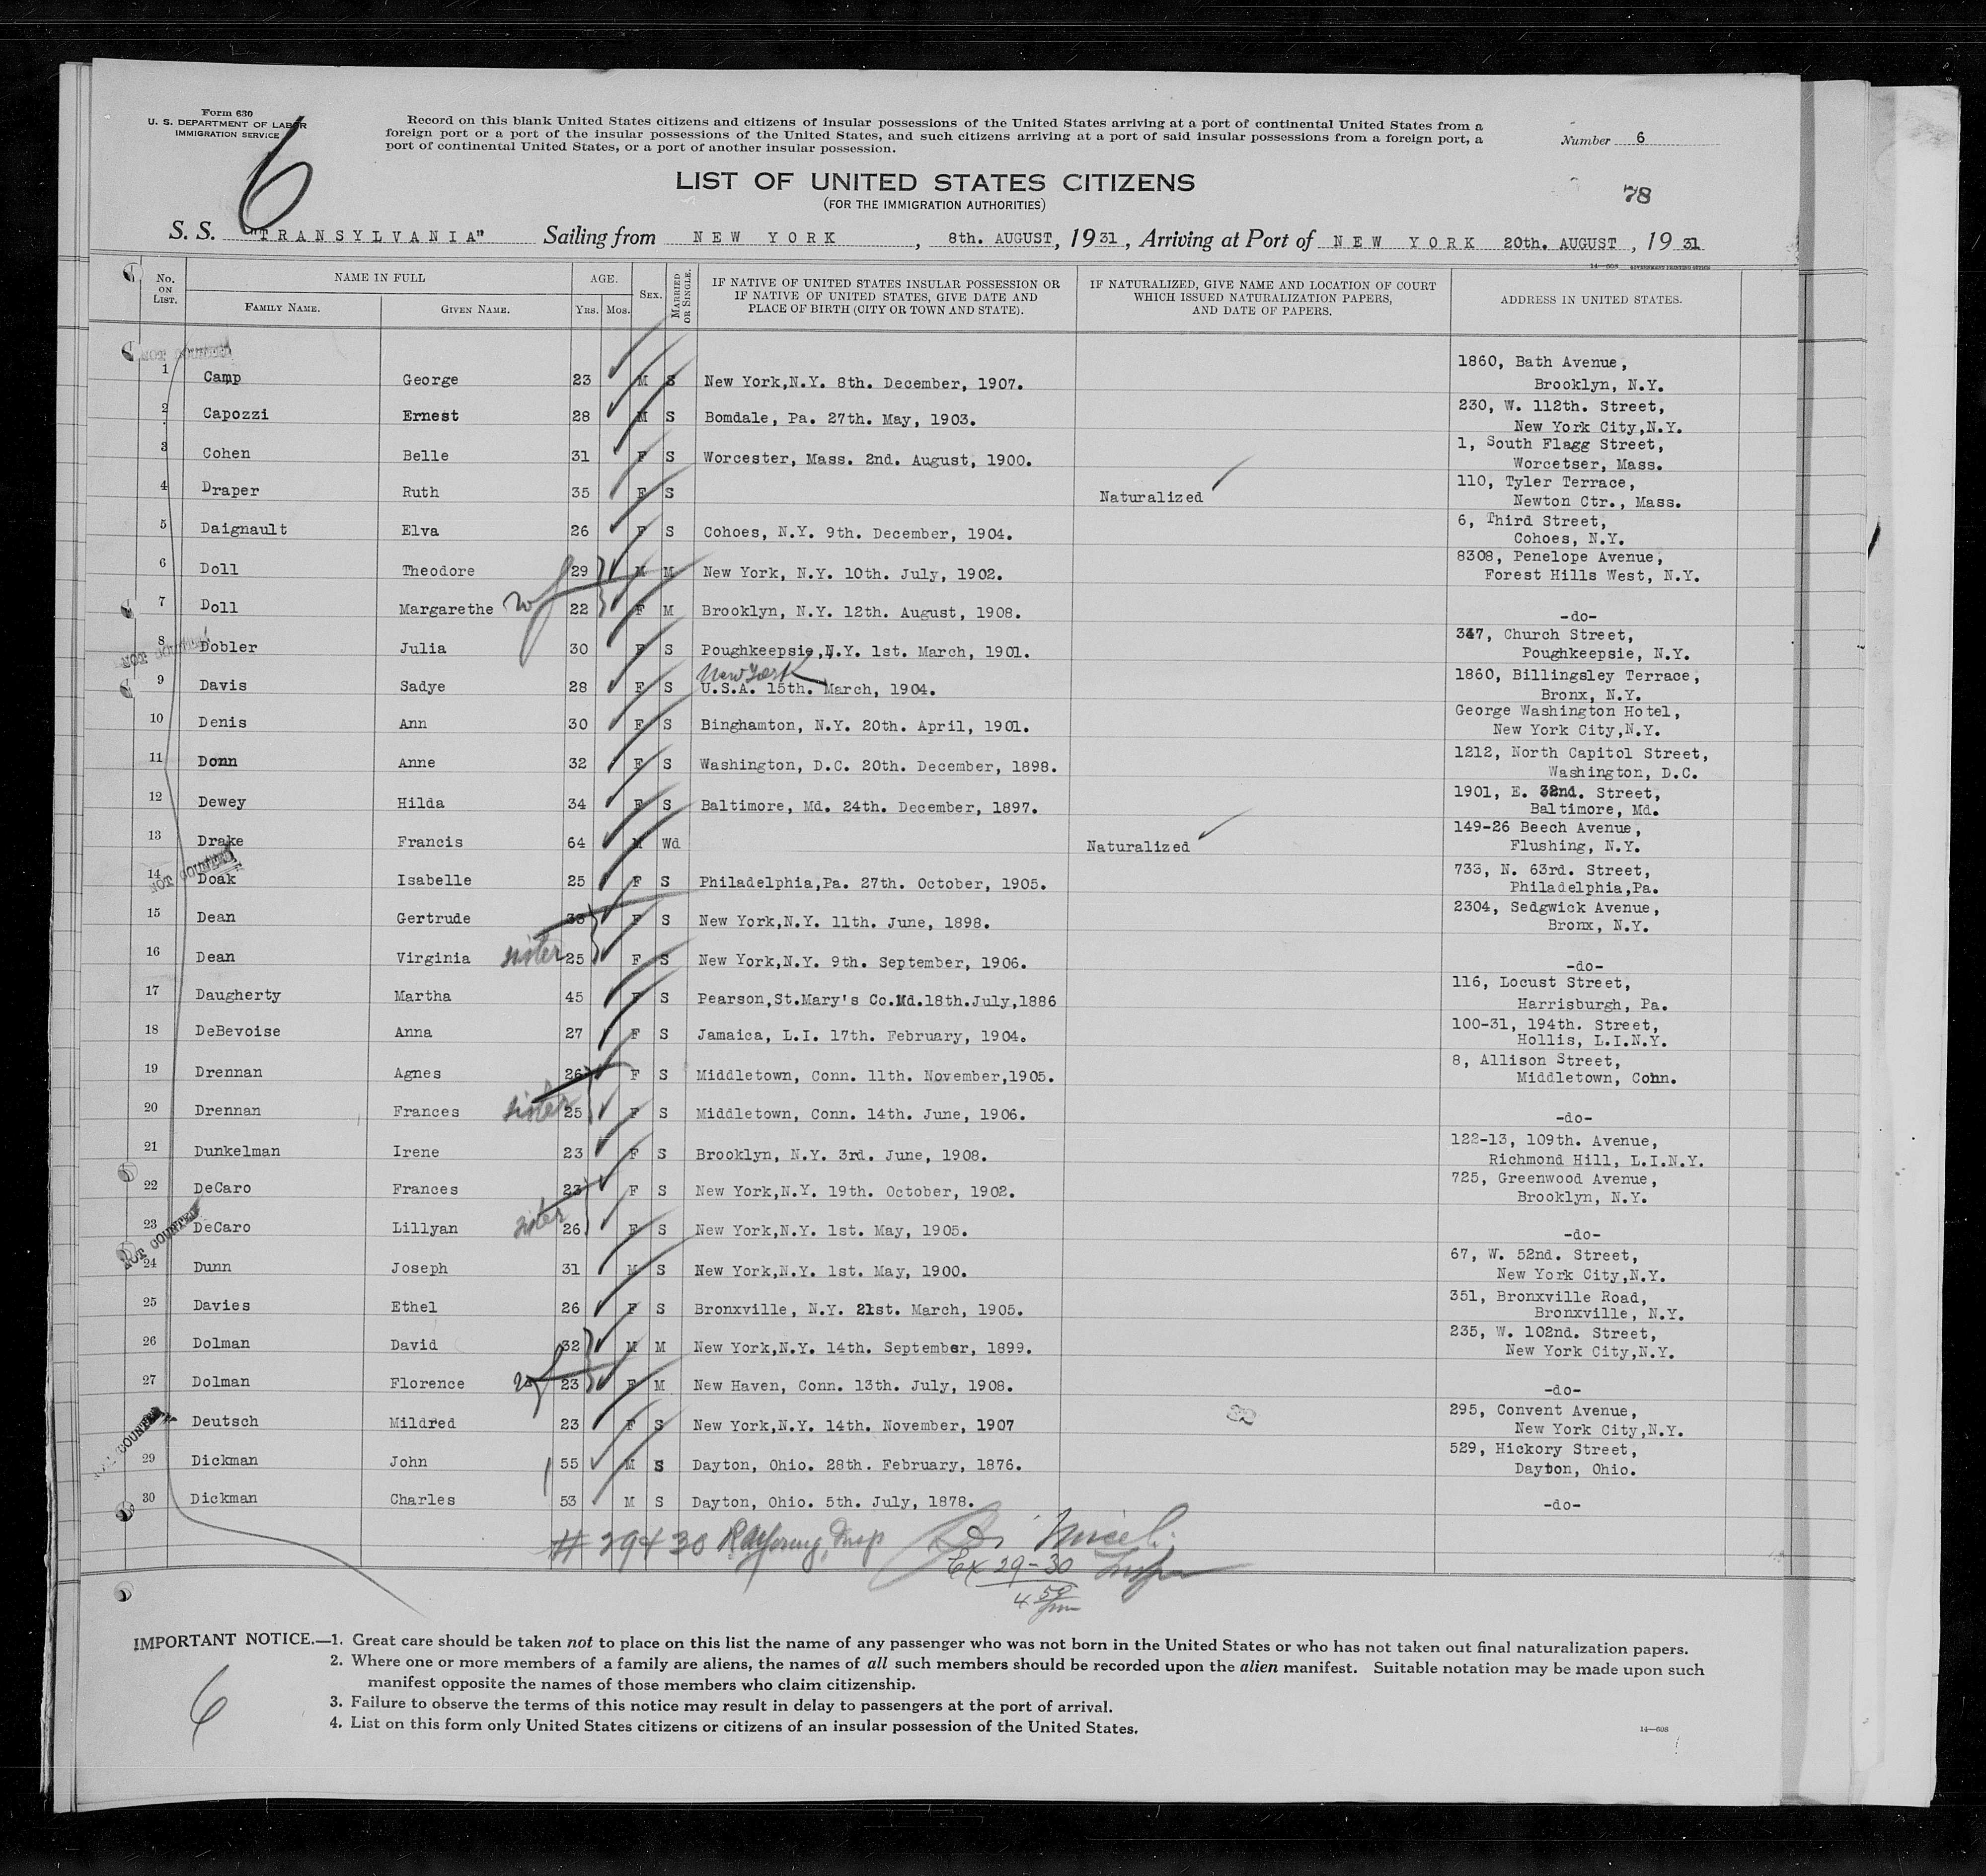 Form 630
U. S. DEPARTMENT OF LABOR
IMMIGRATION SERVICE
6
Record on this blank United States citizens and citizens of insular possessions of the United States arriving at a port of continental United States from a
foreign port or a port of the insular possessions of the United States, and such citizens arriving at a port of said insular possessions from a foreign port, a
port of continental United States, or a port of another insular possession.
Number 6
LIST OF UNITED STATES CITIZENS
(FOR THE IMMIGRATION AUTHORITIES)
78
S. S. "TRANSYLVANIA" Sailing from NEW YORK, 8th. AUGUST, 1931, Arriving at Port of NEW YORK 20th. AUGUST, 1931
14—608 GOVERNMENT PRINTING OFFICE
No. ON LIST. NAME IN FULL AGE. SEX. MARRIED OR SINGLE. IF NATIVE OF UNITED STATES INSULAR POSSESSION OR IF NATIVE OF UNITED STATES, GIVE DATE AND PLACE OF BIRTH (CITY OR TOWN AND STATE). IF NATURALIZED, GIVE NAME AND LOCATION OF COURT WHICH ISSUED NATURALIZATION PAPERS, AND DATE OF PAPERS. ADDRESS IN UNITED STATES.
FAMILY NAME. GIVEN NAME. YRS. MOS.
NOT COUNTED
1 Camp George 23 M S New York,N.Y. 8th. December, 1907. 1860, Bath Avenue, Brooklyn, N.Y.
2 Capozzi Ernest 28 M S Bomdale, Pa. 27th. May, 1903. 230, W. 112th. Street, New York City,N.Y.
3 Cohen Belle 31 F S Worcester, Mass. 2nd. August, 1900. 1, South Flagg Street, Worcetser, Mass.
4 Draper Ruth 35 F S Naturalized 110, Tyler Terrace, Newton Ctr., Mass.
5 Daignault Elva 26 F S Cohoes, N.Y. 9th. December, 1904. 6, Third Street, Cohoes, N.Y.
6 Doll Theodore 29 M M New York, N.Y. 10th. July, 1902. 8308, Penelope Avenue, Forest Hills West, N.Y.
7 Doll Margarethe wf 22 F M Brooklyn, N.Y. 12th. August, 1908. -do-
NOT COUNTED
8 Dobler Julia 30 F S Poughkeepsie,N.Y. 1st. March, 1901. 347, Church Street, Poughkeepsie, N.Y.
New York
9 Davis Sadye 28 F S U.S.A. 15th. March, 1904. 1860, Billingsley Terrace, Bronx, N.Y.
10 Denis Ann 30 F S Binghamton, N.Y. 20th. April, 1901. George Washington Hotel, New York City,N.Y.
11 Donn Anne 32 F S Washington, D.C. 20th. December, 1898. 1212, North Capitol Street, Washington, D.C.
12 Dewey Hilda 34 F S Baltimore, Md. 24th. December, 1897. 1901, E. 32nd. Street, Baltimore, Md.
13 Drake Francis 64 M Wd Naturalized 149-26 Beech Avenue, Flushing, N.Y.
NOT COUNTED
14 Doak Isabelle 25 F S Philadelphia,Pa. 27th. October, 1905. 733, N. 63rd. Street, Philadelphia,Pa.
15 Dean Gertrude 33 F S New York,N.Y. 11th. June, 1898. 2304, Sedgwick Avenue, Bronx, N.Y.
16 Dean Virginia sister 25 F S New York,N.Y. 9th. September, 1906. -do-
17 Daugherty Martha 45 F S Pearson,St.Mary's Co.Md.18th.July,1886 116, Locust Street, Harrisburgh, Pa.
18 DeBevoise Anna 27 F S Jamaica, L.I. 17th. February, 1904. 100-31, 194th. Street, Hollis, L.I.N.Y.
19 Drennan Agnes 26 F S Middletown, Conn. 11th. November,1905. 8, Allison Street, Middletown, Conn.
20 Drennan Frances sister 25 F S Middletown, Conn. 14th. June, 1906. -do-
21 Dunkelman Irene 23 F S Brooklyn, N.Y. 3rd. June, 1908. 122-13, 109th. Avenue, Richmond Hill, L.I.N.Y.
22 DeCaro Frances 23 F S New York,N.Y. 19th. October, 1902. 725, Greenwood Avenue, Brooklyn, N.Y.
23 DeCaro Lillyan sister 26 F S New York,N.Y. 1st. May, 1905. -do-
NOT COUNTED
24 Dunn Joseph 31 M S New York,N.Y. 1st. May, 1900. 67, W. 52nd. Street, New York City,N.Y.
25 Davies Ethel 26 F S Bronxville, N.Y. 21st. March, 1905. 351, Bronxville Road, Bronxville, N.Y.
26 Dolman David 32 M M New York,N.Y. 14th. September, 1899. 235, W. 102nd. Street, New York City,N.Y.
27 Dolman Florence wf 23 F M New Haven, Conn. 13th. July, 1908. -do-
COUNTED
Deutsch Mildred 23 F S New York,N.Y. 14th. November, 1907 295, Convent Avenue, New York City,N.Y.
29 Dickman John 55 M S Dayton, Ohio. 28th. February, 1876. 529, Hickory Street, Dayton, Ohio.
30 Dickman Charles 53 M S Dayton, Ohio. 5th. July, 1878. -do-
# 29 + 30
Ex 29-30
4 50 pm
IMPORTANT NOTICE.—1. Great care should be taken not to place on this list the name of any passenger who was not born in the United States or who has not taken out final naturalization papers.
2. Where one or more members of a family are aliens, the names of all such members should be recorded upon the alien manifest. Suitable notation may be made upon such
manifest opposite the names of those members who claim citizenship.
3. Failure to observe the terms of this notice may result in delay to passengers at the port of arrival.
4. List on this form only United States citizens or citizens of an insular possession of the United States.
6
14—608